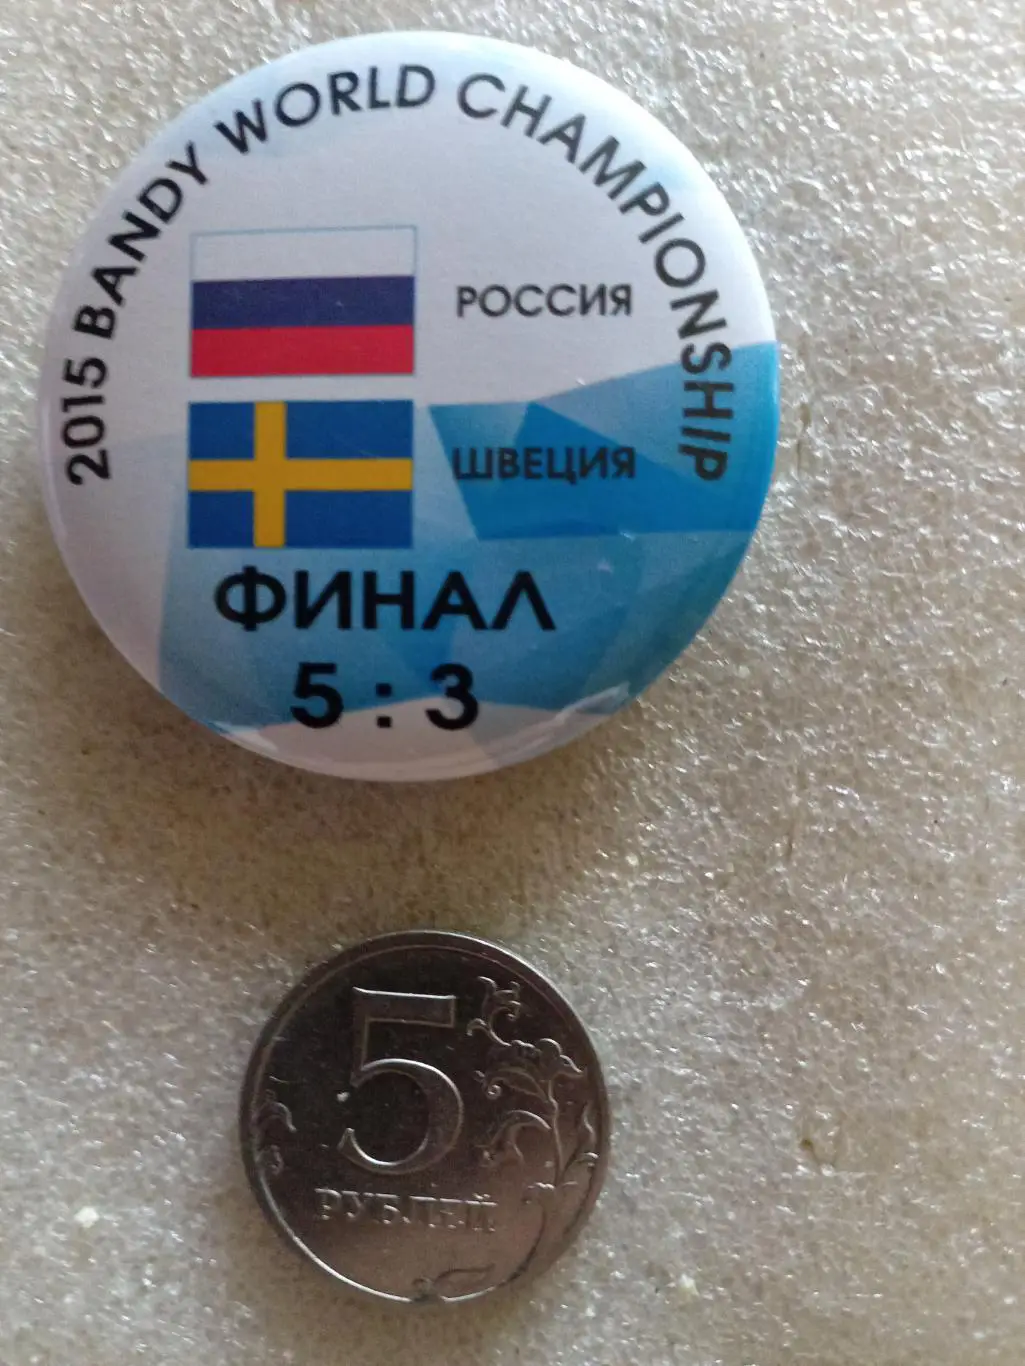 2015 BANDY WORLD CHAMPIONSHIP
РОССИЯ
ШВЕЦИЯ
ФИНАЛ
5 : 3
5
РУБЛЕЙ